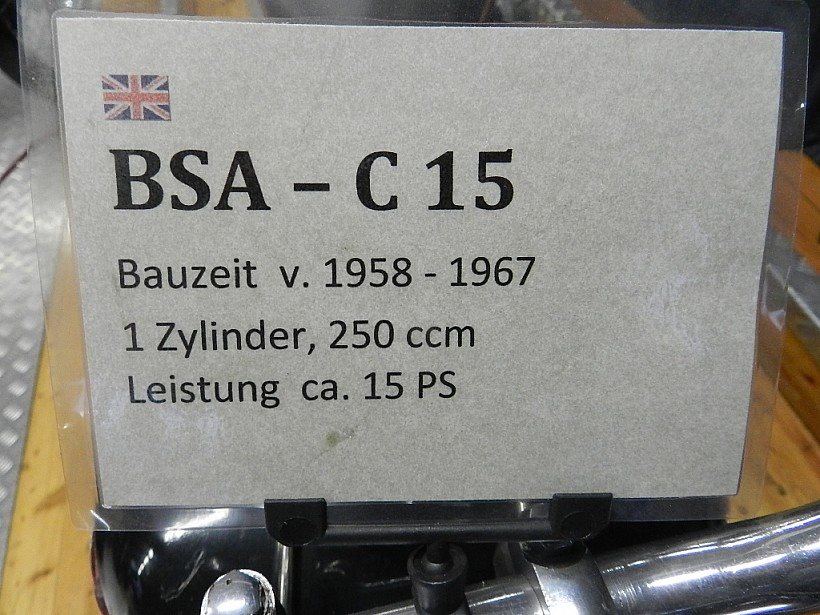 BSA – C 15
Bauzeit v. 1958 - 1967
1 Zylinder, 250 ccm
Leistung ca. 15 PS